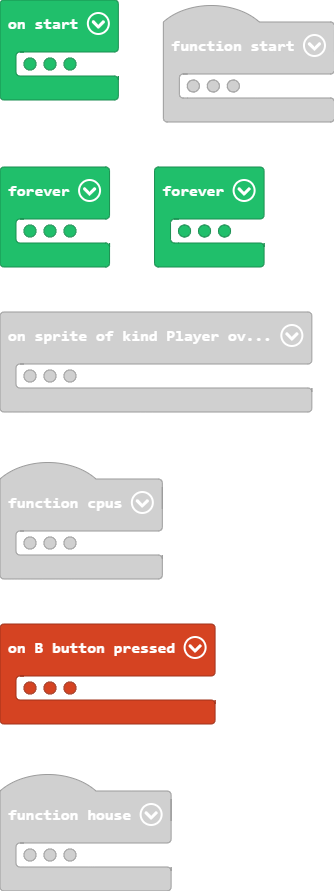 on start
function start
forever
forever
on sprite of kind Player ov...
function cpus
on B button pressed
function house